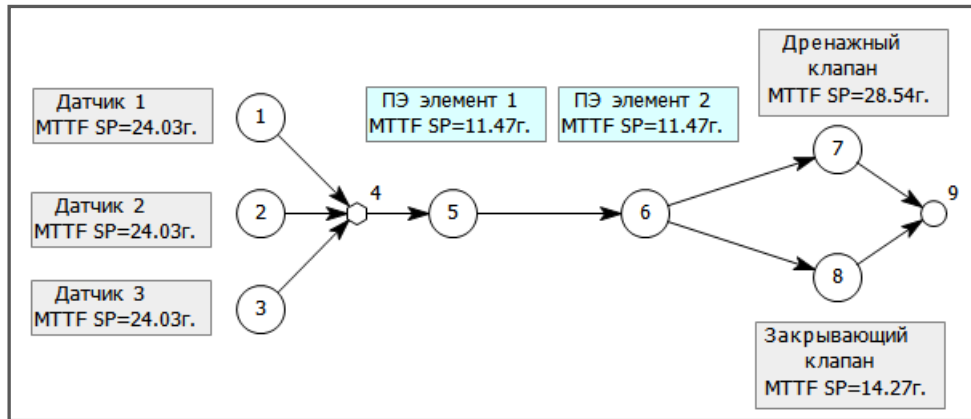 Дренажный
клапан
MTTF SP=28.54г.
Датчик 1
MTTF SP=24.03г.
1
ПЭ элемент 1
MTTF SP=11.47г.
ПЭ элемент 2
MTTF SP=11.47г.
7
Датчик 2
MTTF SP=24.03г.
2
4
5
6
9
Датчик 3
MTTF SP=24.03г.
3
8
Закрывающий
клапан
MTTF SP=14.27г.